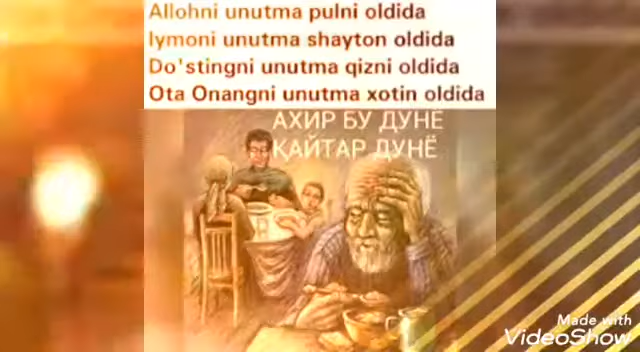 Allohni unutma pulni oldida
Iymoni unutma shayton oldida
Do'stingni unutma qizni oldida
Ota Onangni unutma xotin oldida
АХИР БУ ДУНЁ
ҚАЙТАР ДУНЁ
Made with
VideoShow